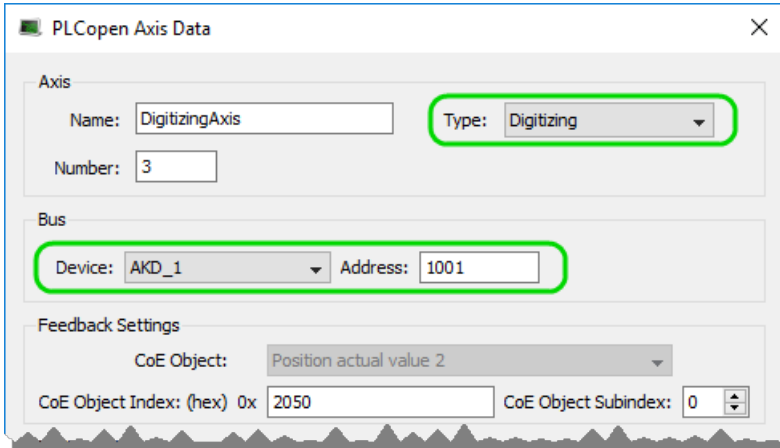 PLCopen Axis Data
Axis
Name: DigitizingAxis Type: Digitizing
Number: 3
Bus
Device: AKD_1 Address: 1001
Feedback Settings
CoE Object: Position actual value 2
CoE Object Index: (hex) 0x 2050 CoE Object Subindex: 0